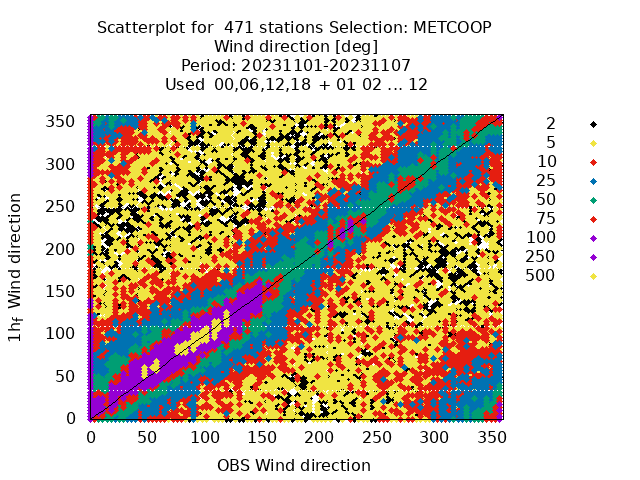 Scatterplot for 471 stations Selection: METCOOP
Wind direction [deg]
Period: 20231101-20231107
Used 00,06,12,18 + 01 02 ... 12
350
300
250
200
150
100
50
0
1hf Wind direction
0 50 100 150 200 250 300 350
OBS Wind direction
2
5
10
25
50
75
100
250
500